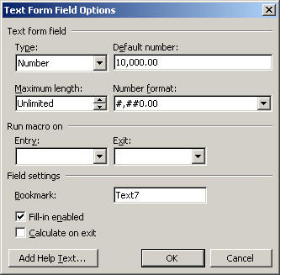 Text Form Field Options
Text form field
Type: Default number:
Number 10,000.00
Maximum length: Number format:
Unlimited #,##0.00
Run macro on
Entry: Exit:
Field settings
Bookmark: Text7
Fill-in enabled
Calculate on exit
Add Help Text... OK Cancel